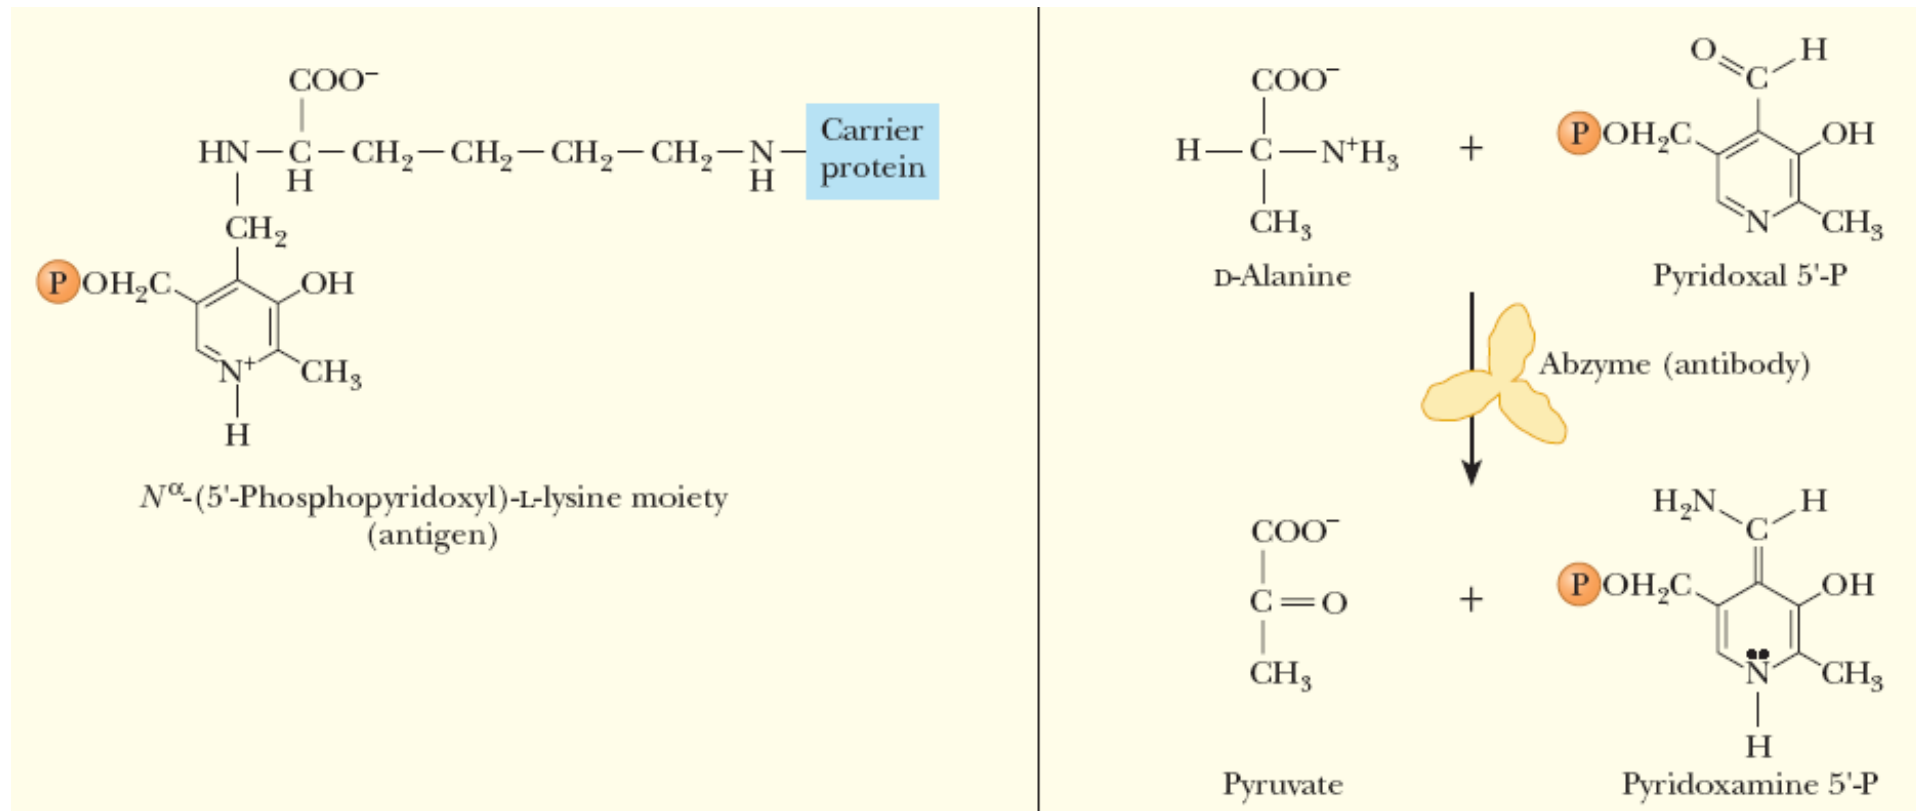 COO⁻
HN—C—CH₂—CH₂—CH₂—CH₂—N—
H
H
Carrier
protein
CH₂
P OH₂C
OH
N⁺
CH₃
H
Nᵅ-(5'-Phosphopyridoxyl)-L-lysine moiety
(antigen)
COO⁻
H—C—N⁺H₃
CH₃
D-Alanine
+
O
H
C
P OH₂C
OH
N
CH₃
Pyridoxal 5'-P
Abzyme (antibody)
COO⁻
C=O
CH₃
Pyruvate
+
H₂N
H
C
P OH₂C
OH
N
CH₃
H
Pyridoxamine 5'-P